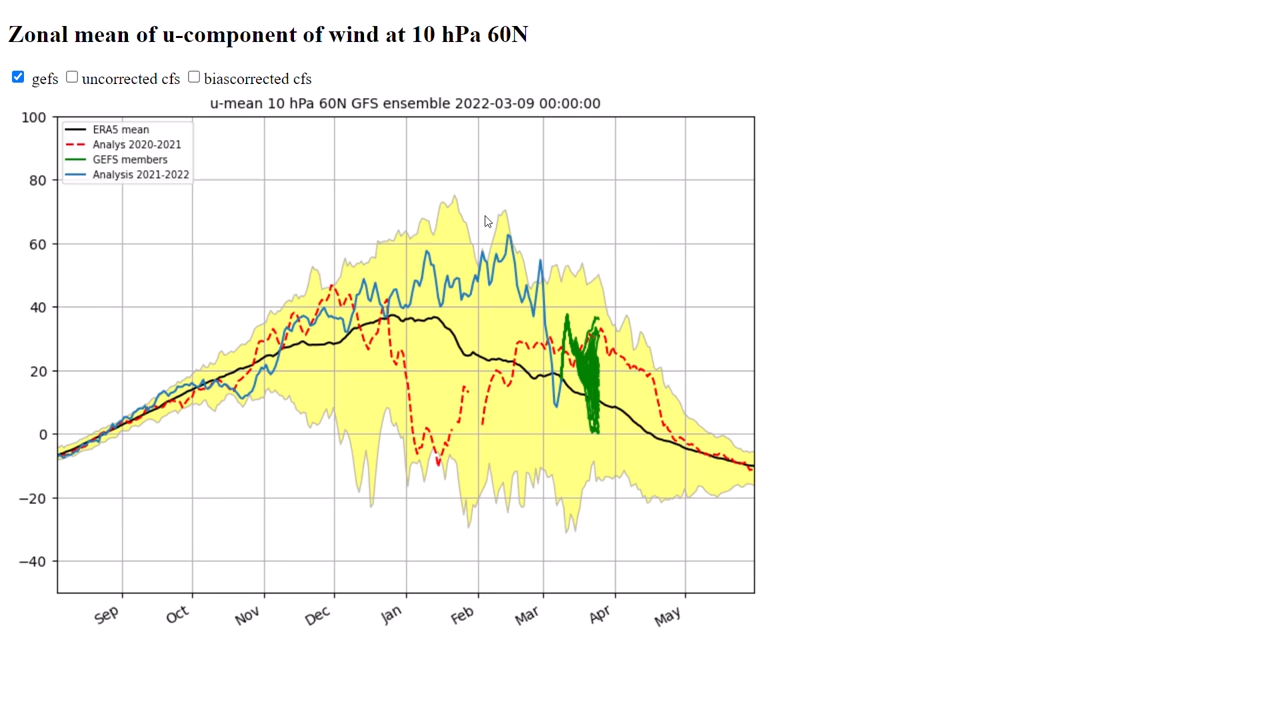 Zonal mean of u-component of wind at 10 hPa 60N
gefs uncorrected cfs biascorrected cfs
u-mean 10 hPa 60N GFS ensemble 2022-03-09 00:00:00
100
ERA5 mean
Analys 2020-2021
GEFS members
Analysis 2021-2022
80
60
40
20
0
−20
−40
Sep Oct Nov Dec Jan Feb Mar Apr May